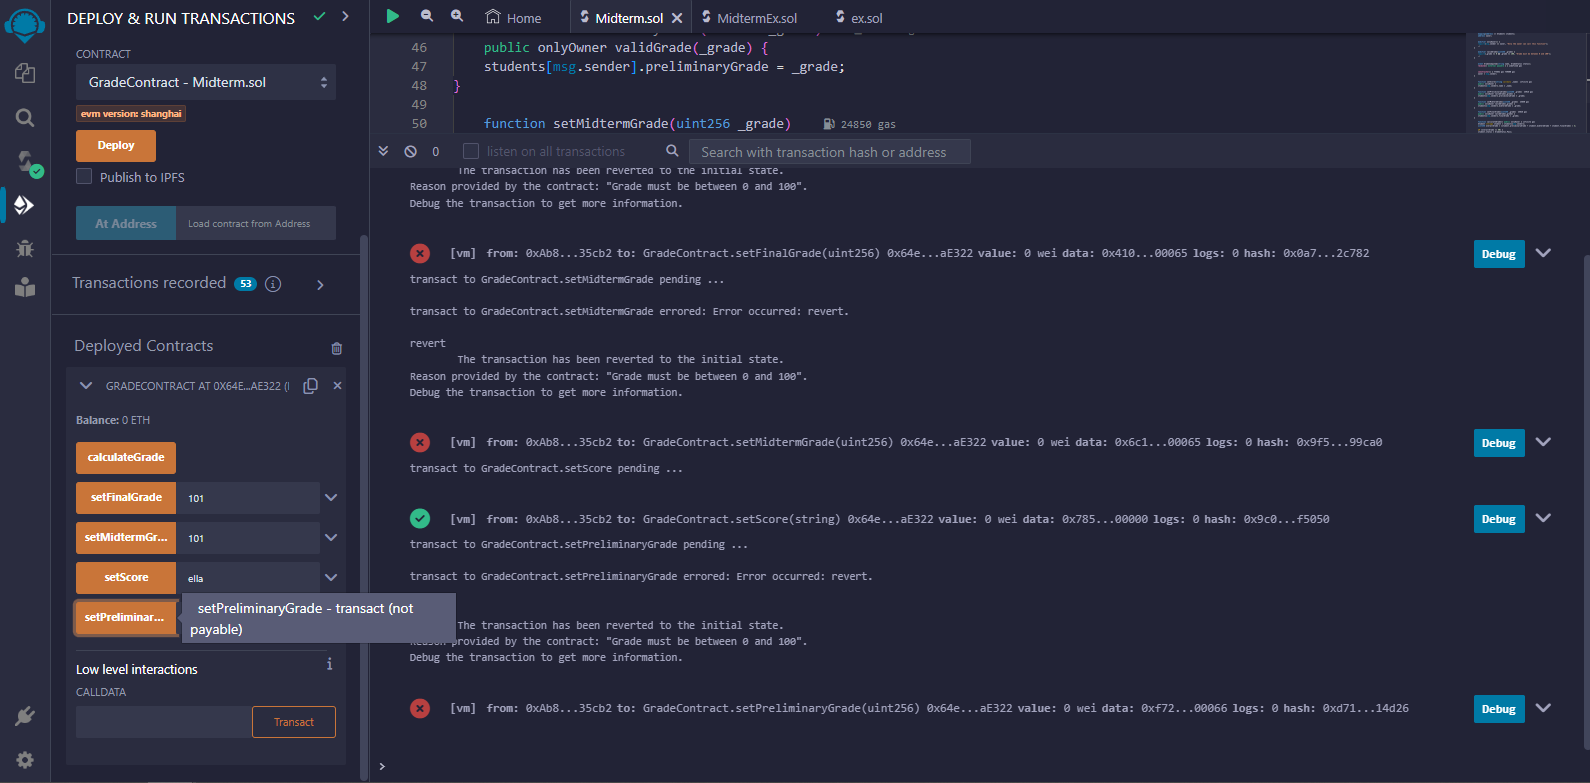 DEPLOY & RUN TRANSACTIONS
CONTRACT
GradeContract - Midterm.sol
evm version: shanghai
Deploy
Publish to IPFS
At Address
Load contract from Address
Transactions recorded 53
Deployed Contracts
GRADECONTRACT AT 0X64E...AE322 (
Balance: 0 ETH
calculateGrade
setFinalGrade 101
setMidtermGr... 101
setScore ella
setPreliminar...
setPreliminaryGrade - transact (not
payable)
Low level interactions
CALLDATA
Transact
Home
Midterm.sol
MidtermEx.sol
ex.sol
46 public onlyOwner validGrade(_grade) {
47 students[msg.sender].preliminaryGrade = _grade;
48 }
49
50 function setMidtermGrade(uint256 _grade) 24850 gas
0
listen on all transactions
Search with transaction hash or address
The transaction has been reverted to the initial state.
Reason provided by the contract: "Grade must be between 0 and 100".
Debug the transaction to get more information.
[vm] from: 0xAb8...35cb2 to: GradeContract.setFinalGrade(uint256) 0x64e...aE322 value: 0 wei data: 0x410...00065 logs: 0 hash: 0x0a7...2c782
Debug
transact to GradeContract.setMidtermGrade pending ...
transact to GradeContract.setMidtermGrade errored: Error occurred: revert.
revert
The transaction has been reverted to the initial state.
Reason provided by the contract: "Grade must be between 0 and 100".
Debug the transaction to get more information.
[vm] from: 0xAb8...35cb2 to: GradeContract.setMidtermGrade(uint256) 0x64e...aE322 value: 0 wei data: 0x6c1...00065 logs: 0 hash: 0x9f5...99ca0
Debug
transact to GradeContract.setScore pending ...
[vm] from: 0xAb8...35cb2 to: GradeContract.setScore(string) 0x64e...aE322 value: 0 wei data: 0x785...00000 logs: 0 hash: 0x9c0...f5050
Debug
transact to GradeContract.setPreliminaryGrade pending ...
transact to GradeContract.setPreliminaryGrade errored: Error occurred: revert.
The transaction has been reverted to the initial state.
provided by the contract: "Grade must be between 0 and 100".
Debug the transaction to get more information.
[vm] from: 0xAb8...35cb2 to: GradeContract.setPreliminaryGrade(uint256) 0x64e...aE322 value: 0 wei data: 0xf72...00066 logs: 0 hash: 0xd71...14d26
Debug
>